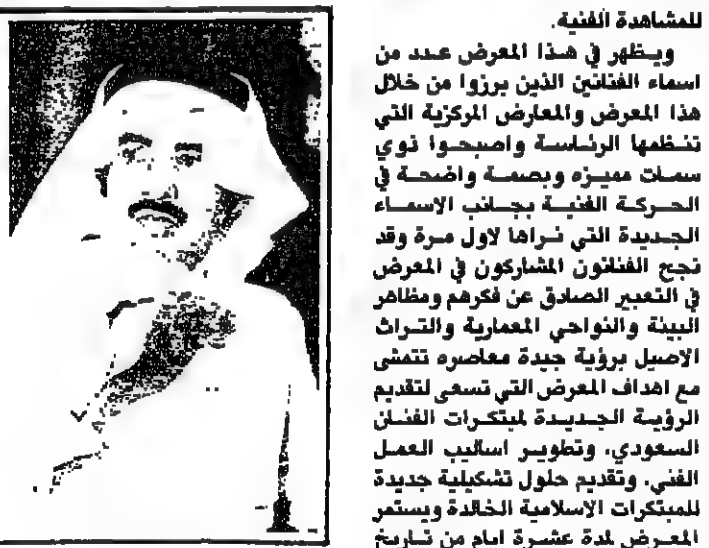 للمشاهدة الفنية.
ويظهر في هذا المعرض عدد من
اسماء الفنانين الذين برزوا من خلال
هذا المعرض والمعارض المركزية التي
تنظمها الرئاسة واصبحوا ذوي
سمات مميزه وبصمة واضحة في
الحركة الفنية بجانب الاسماء
الجديدة التي نراها لاول مرة وقد
نجح الفنانون المشاركون في المعرض
في التعبير الصادق عن فكرهم ومظاهر
البيئة والنواحي المعمارية والتراث
الاصيل برؤية جيدة معاصره تتمشى
مع اهداف المعرض التي تسعى لتقديم
الرؤية الجديدة لمبتكرات الفنان
السعودي، وتطوير اساليب العمل
الفني، وتقديم حلول تشكيلية جديدة
للمبتكرات الاسلامية الخالدة ويستمر
المعرض لمدة عشرة ايام من تاريخ